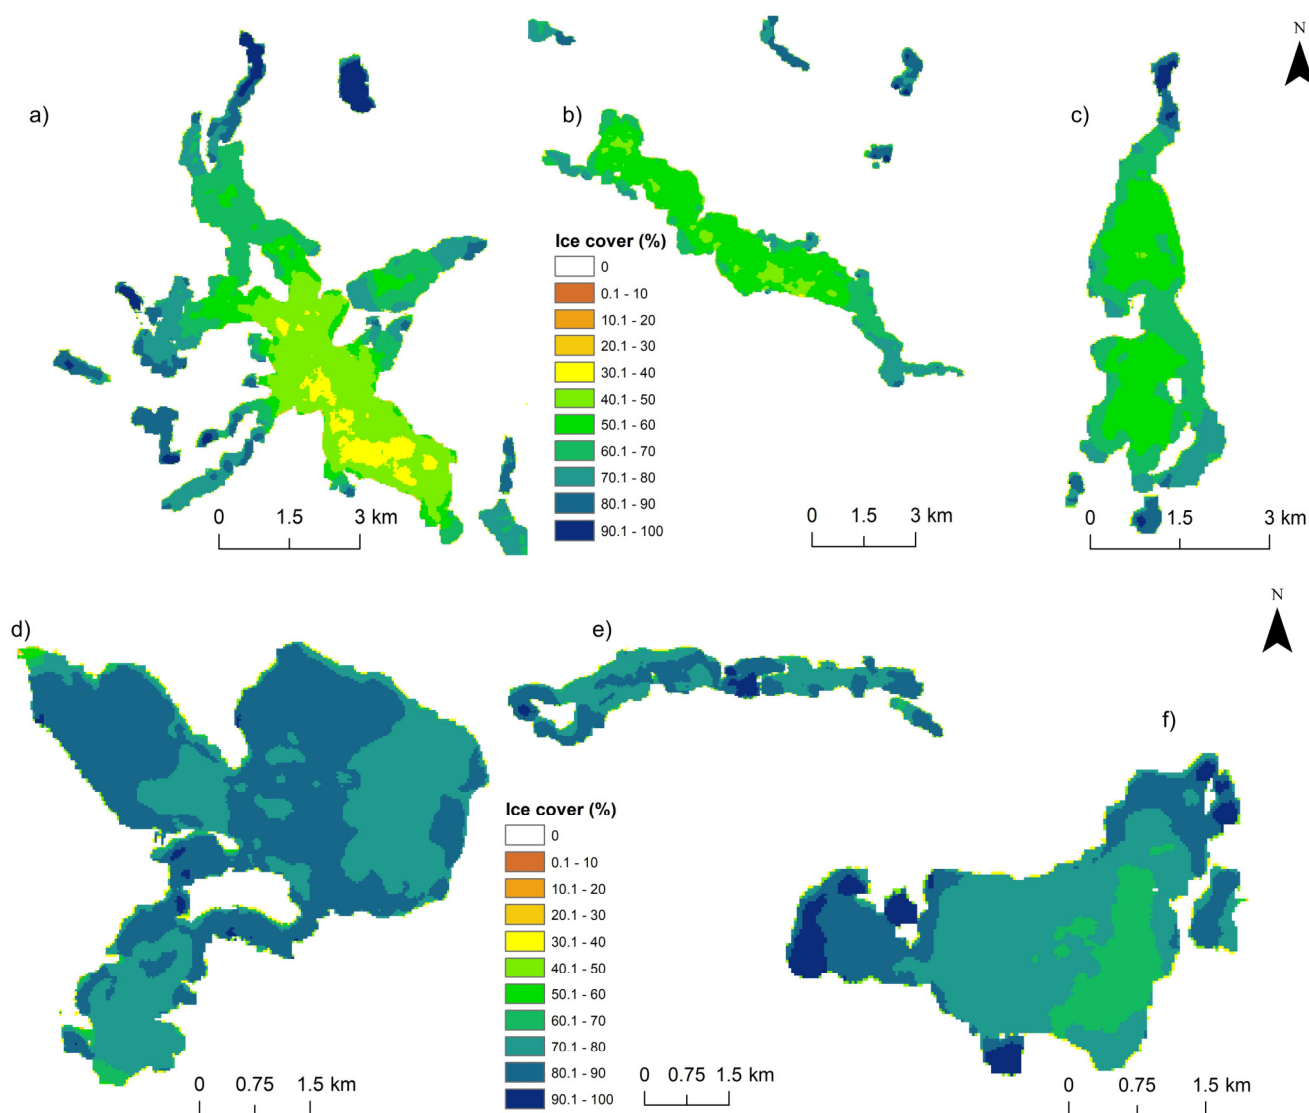 N
a)
b)
c)
Ice cover (%)
0
0.1 - 10
10.1 - 20
20.1 - 30
30.1 - 40
40.1 - 50
50.1 - 60
60.1 - 70
70.1 - 80
80.1 - 90
90.1 - 100
0 1.5 3 km
0 1.5 3 km
0 1.5 3 km
N
d)
e)
f)
Ice cover (%)
0
0.1 - 10
10.1 - 20
20.1 - 30
30.1 - 40
40.1 - 50
50.1 - 60
60.1 - 70
70.1 - 80
80.1 - 90
90.1 - 100
0 0.75 1.5 km
0 0.75 1.5 km
0 0.75 1.5 km